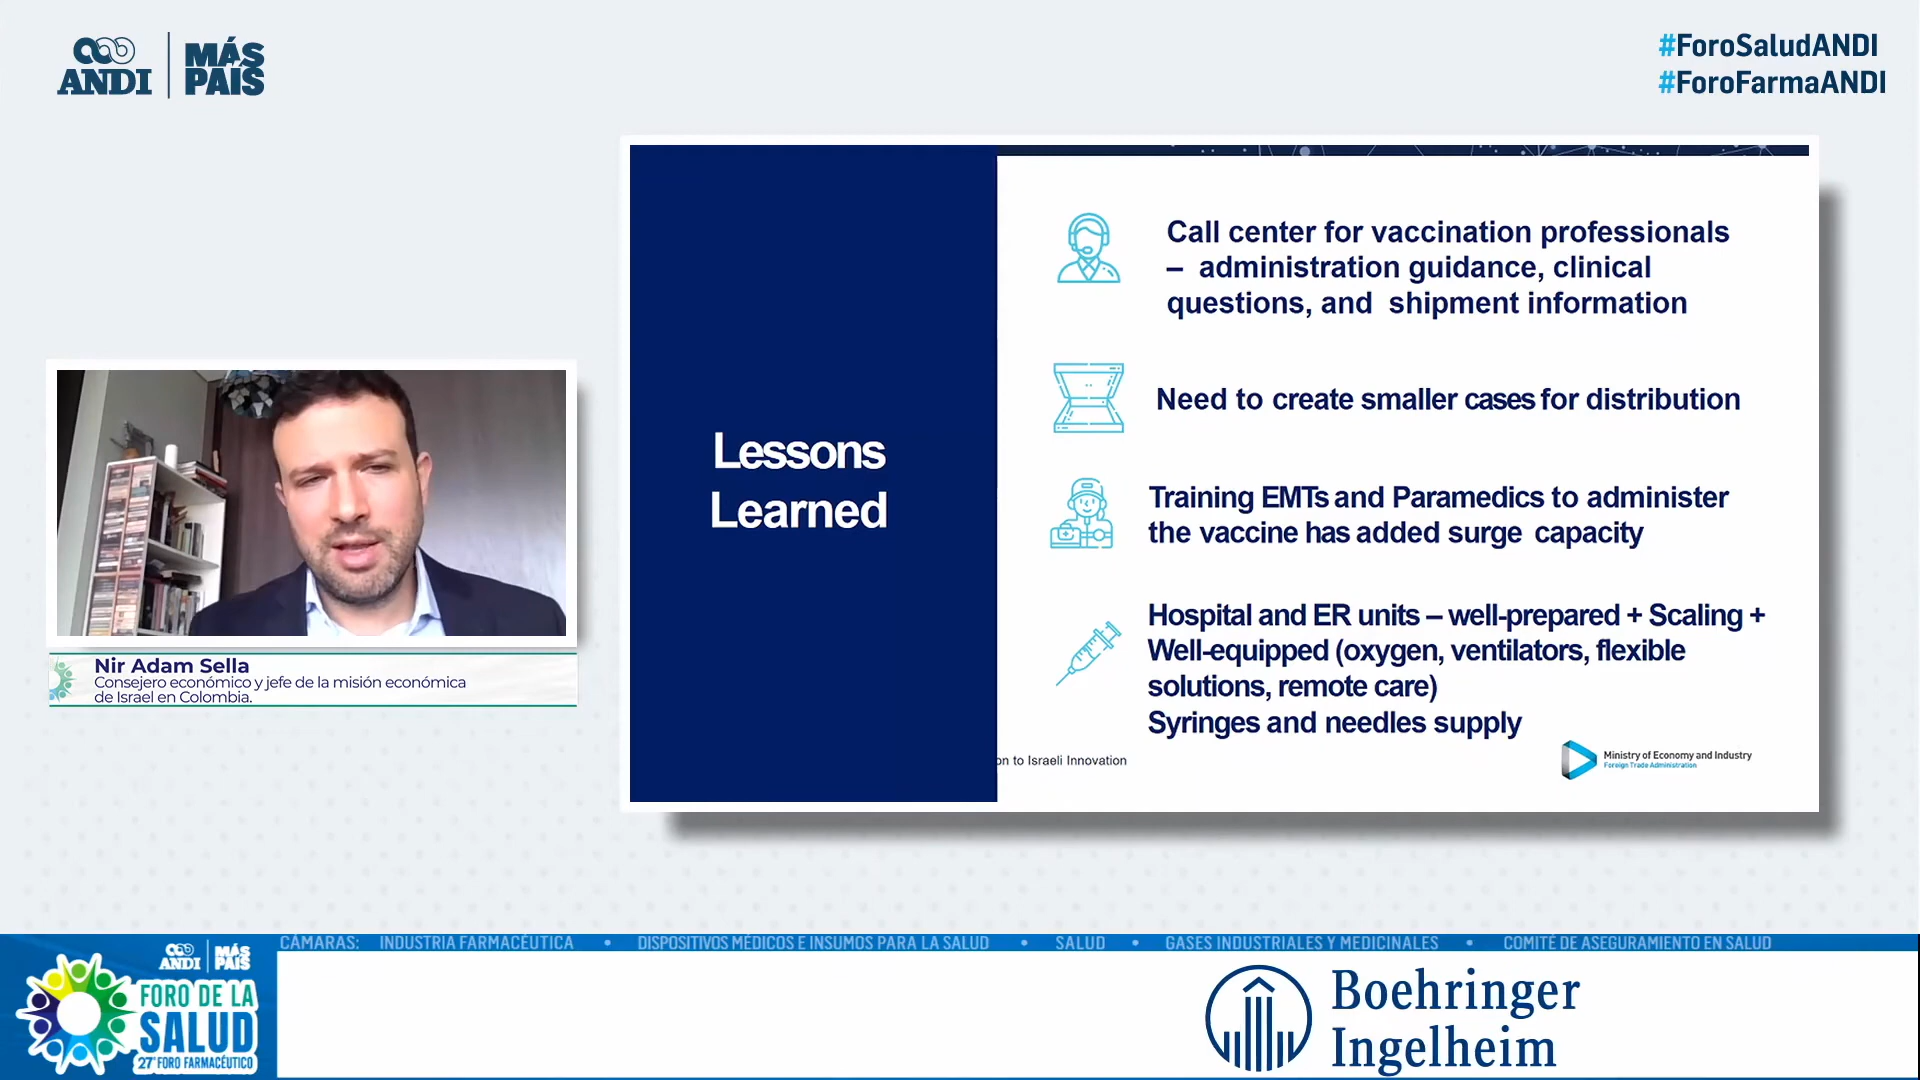 ANDI
MÁS
PAÍS
#ForoSaludANDI
#ForoFarmaANDI
Lessons
Learned
Call center for vaccination professionals
– administration guidance, clinical
questions, and shipment information
Need to create smaller cases for distribution
Training EMTs and Paramedics to administer
the vaccine has added surge capacity
Hospital and ER units – well-prepared + Scaling +
Well-equipped (oxygen, ventilators, flexible
solutions, remote care)
Syringes and needles supply
on to Israeli Innovation
Ministry of Economy and Industry
Foreign Trade Administration
Nir Adam Sella
Consejero económico y jefe de la misión económica
de Israel en Colombia.
CÁMARAS: INDUSTRIA FARMACÉUTICA • DISPOSITIVOS MÉDICOS E INSUMOS PARA LA SALUD • SALUD • GASES INDUSTRIALES Y MEDICINALES • COMITÉ DE ASEGURAMIENTO EN SALUD
ANDI
MÁS
PAÍS
FORO DE LA
SALUD
27° FORO FARMACÉUTICO
Boehringer
Ingelheim